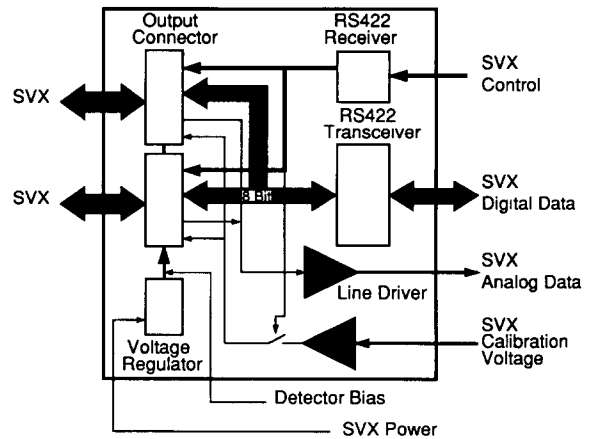 Output
Connector
RS422
Receiver
SVX
SVX
Control
RS422
Transceiver
SVX
8 Bit
SVX
Digital Data
Line Driver
SVX
Analog Data
Voltage
Regulator
SVX
Calibration
Voltage
Detector Bias
SVX Power